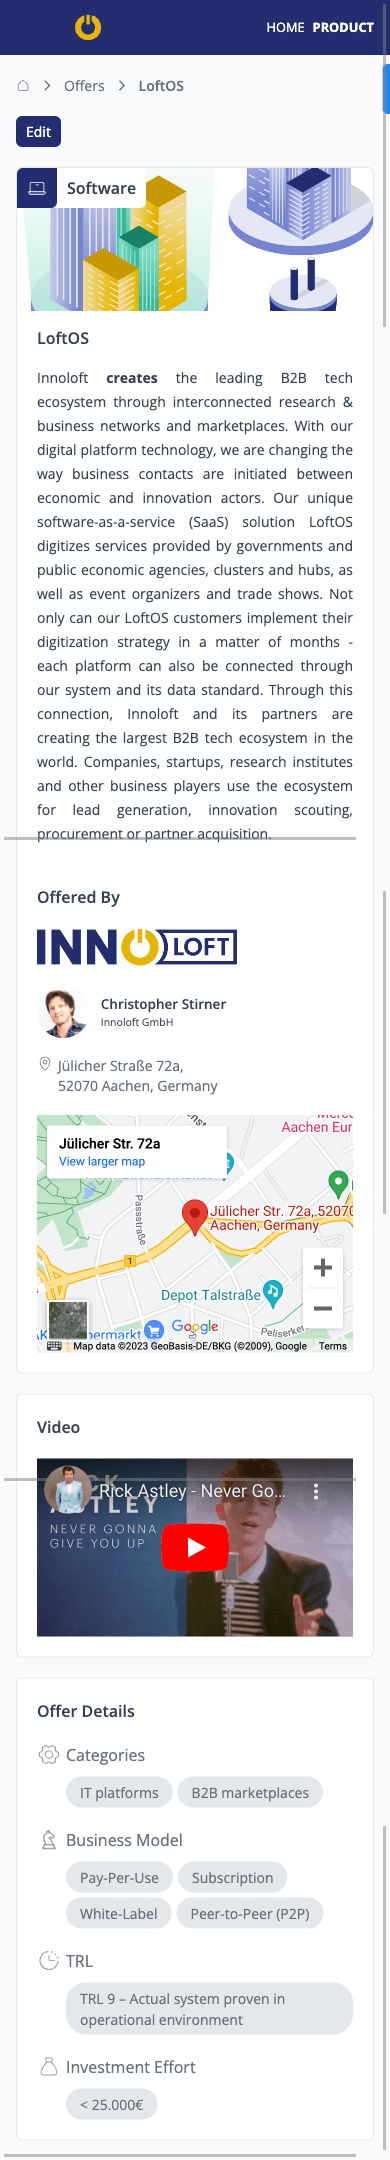 HOME PRODUCT
Offers LoftOS
Edit
Software
LoftOS
Innoloft creates the leading B2B tech
ecosystem through interconnected research &
business networks and marketplaces. With our
digital platform technology, we are changing the
way business contacts are initiated between
economic and innovation actors. Our unique
software-as-a-service (SaaS) solution LoftOS
digitizes services provided by governments and
public economic agencies, clusters and hubs, as
well as event organizers and trade shows. Not
only can our LoftOS customers implement their
digitization strategy in a matter of months -
each platform can also be connected through
our system and its data standard. Through this
connection, Innoloft and its partners are
creating the largest B2B tech ecosystem in the
world. Companies, startups, research institutes
and other business players use the ecosystem
for lead generation, innovation scouting,
procurement or partner acquisition.
Offered By
INNOLOFT
Christopher Stirner
Innoloft GmbH
Jülicher Straße 72a,
52070 Aachen, Germany
Aachen Eur
Jülicher Str. 72a
View larger map
Passstraße
Jülicher Str. 72a, 52070
Aachen, Germany
1
Depot Talstraße
Google
Peliserker
Map data ©2023 GeoBasis-DE/BKG (©2009), Google Terms
Video
Rick Astley - Never Go...
NEVER GONNA
GIVE YOU UP
Offer Details
Categories
IT platforms B2B marketplaces
Business Model
Pay-Per-Use Subscription
White-Label Peer-to-Peer (P2P)
TRL
TRL 9 – Actual system proven in
operational environment
Investment Effort
< 25.000€